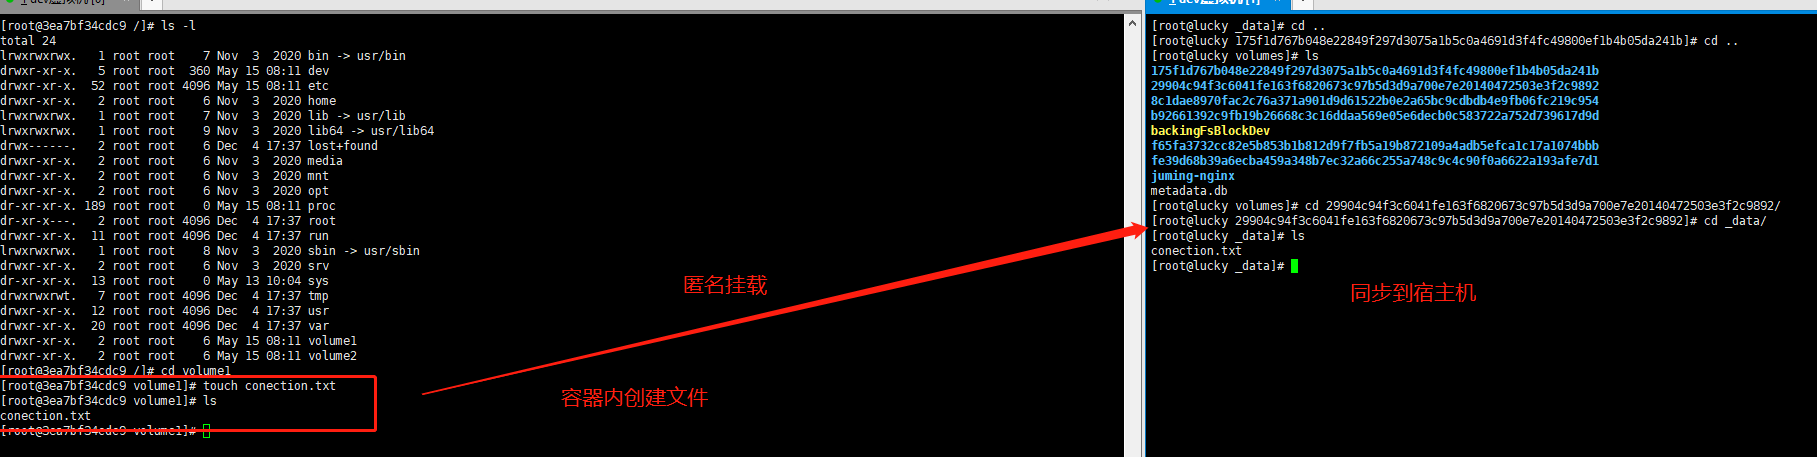 [root@3ea7bf34cdc9 /]# ls -l
total 24
lrwxrwxrwx.   1 root root    7 Nov  3  2020 bin -> usr/bin
drwxr-xr-x.   5 root root  360 May 15 08:11 dev
drwxr-xr-x.  52 root root 4096 May 15 08:11 etc
drwxr-xr-x.   2 root root    6 Nov  3  2020 home
lrwxrwxrwx.   1 root root    7 Nov  3  2020 lib -> usr/lib
lrwxrwxrwx.   1 root root    9 Nov  3  2020 lib64 -> usr/lib64
drwx------.   2 root root    6 Dec  4 17:37 lost+found
drwxr-xr-x.   2 root root    6 Nov  3  2020 media
drwxr-xr-x.   2 root root    6 Nov  3  2020 mnt
drwxr-xr-x.   2 root root    6 Nov  3  2020 opt
dr-xr-xr-x. 189 root root    0 May 15 08:11 proc
dr-xr-x---.   2 root root 4096 Dec  4 17:37 root
drwxr-xr-x.  11 root root 4096 Dec  4 17:37 run
lrwxrwxrwx.   1 root root    8 Nov  3  2020 sbin -> usr/sbin
drwxr-xr-x.   2 root root    6 Nov  3  2020 srv
dr-xr-xr-x.  13 root root    0 May 13 10:04 sys
drwxrwxrwt.   7 root root 4096 Dec  4 17:37 tmp
drwxr-xr-x.  12 root root 4096 Dec  4 17:37 usr
drwxr-xr-x.  20 root root 4096 Dec  4 17:37 var
drwxr-xr-x.   2 root root    6 May 15 08:11 volume1
drwxr-xr-x.   2 root root    6 May 15 08:11 volume2
[root@3ea7bf34cdc9 /]# cd volume1
[root@3ea7bf34cdc9 volume1]# touch conection.txt
[root@3ea7bf34cdc9 volume1]# ls
conection.txt
[root@3ea7bf34cdc9 volume1]#
匿名挂载
容器内创建文件
[root@lucky _data]# cd ..
[root@lucky 175f1d767b048e22849f297d3075a1b5c0a4691d3f4fc49800ef1b4b05da241b]# cd ..
[root@lucky volumes]# ls
175f1d767b048e22849f297d3075a1b5c0a4691d3f4fc49800ef1b4b05da241b
29904c94f3c6041fe163f6820673c97b5d3d9a700e7e20140472503e3f2c9892
8c1dae8970fac2c76a371a901d9d61522b0e2a65bc9cdbdb4e9fb06fc219c954
b92661392c9fb19b26668c3c16ddaa569e05e6decb0c583722a752d739617d9d
backingFsBlockDev
f65fa3732cc82e5b853b1b812d9f7fb5a19b872109a4adb5efca1c17a1074bbb
fe39d68b39a6ecba459a348b7ec32a66c255a748c9c4c90f0a6622a193afe7d1
juming-nginx
metadata.db
[root@lucky volumes]# cd 29904c94f3c6041fe163f6820673c97b5d3d9a700e7e20140472503e3f2c9892/
[root@lucky 29904c94f3c6041fe163f6820673c97b5d3d9a700e7e20140472503e3f2c9892]# cd _data/
[root@lucky _data]# ls
conection.txt
[root@lucky _data]#
同步到宿主机